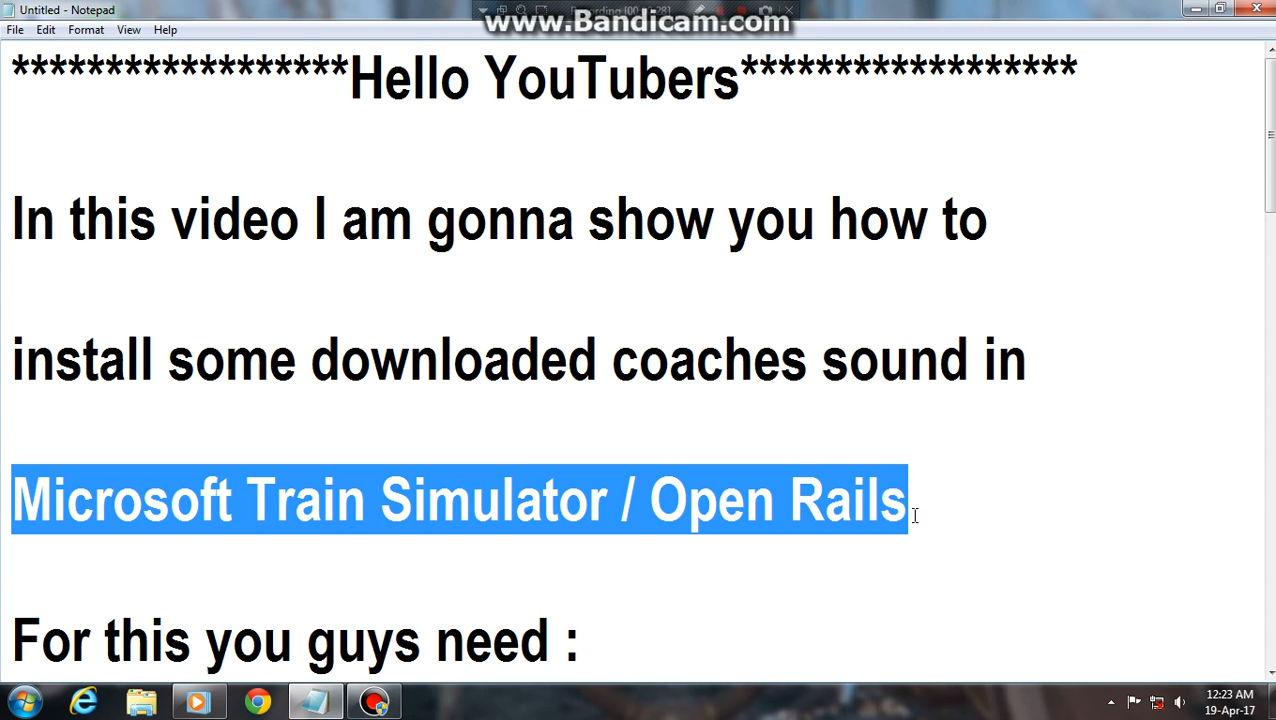 Untitled - Notepad
www.Bandicam.com
File Edit Format View Help
******************Hello YouTubers******************
In this video I am gonna show you how to
install some downloaded coaches sound in
Microsoft Train Simulator / Open Rails
For this you guys need :
12:23 AM
19-Apr-17